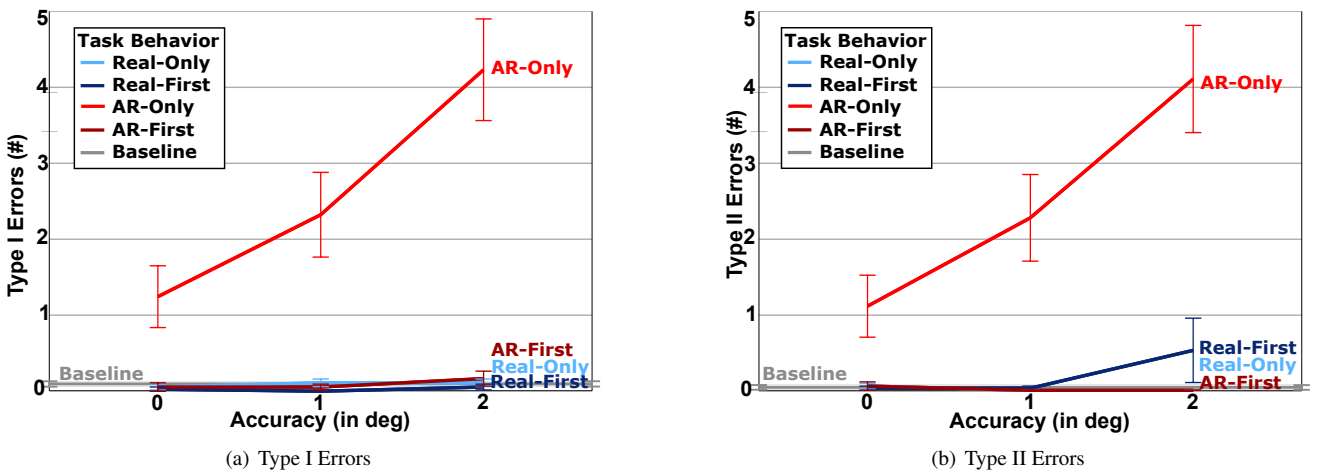 5
4
3
2
1
0
Type I Errors (#)
Task Behavior
Real-Only
Real-First
AR-Only
AR-First
Baseline
AR-Only
AR-First
Real-Only
Real-First
Baseline
0 1 2
Accuracy (in deg)
(a) Type I Errors
5
4
3
2
1
0
Type II Errors (#)
Task Behavior
Real-Only
Real-First
AR-Only
AR-First
Baseline
AR-Only
Real-First
Real-Only
AR-First
Baseline
0 1 2
Accuracy (in deg)
(b) Type II Errors